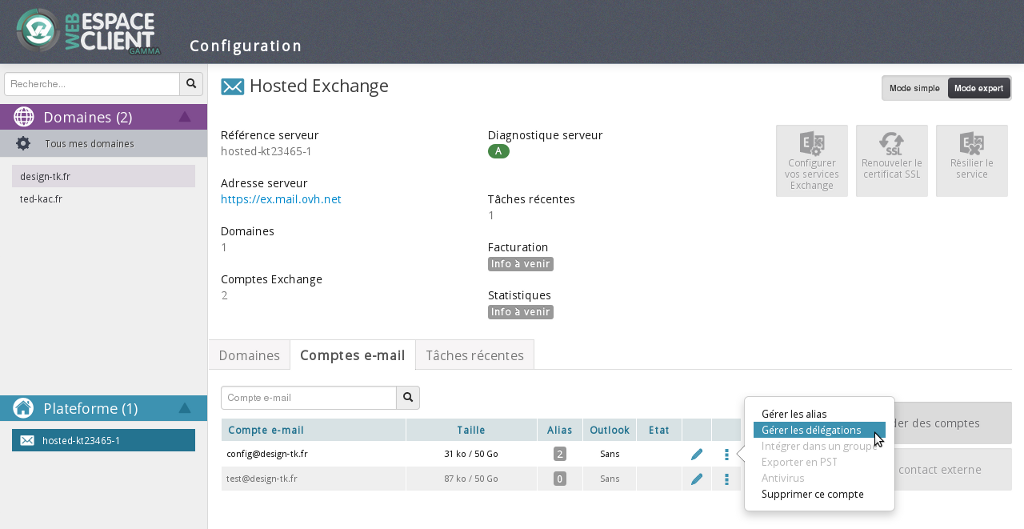 WEB ESPACE CLIENT GAMMA
Configuration
Recherche...
Domaines (2)
Tous mes domaines
design-tk.fr
ted-kac.fr
Plateforme (1)
hosted-kt23465-1
Hosted Exchange
Mode simple Mode expert
Référence serveur
hosted-kt23465-1
Adresse serveur
https://ex.mail.ovh.net
Domaines
1
Comptes Exchange
2
Diagnostique serveur
A
Tâches récentes
1
Facturation
Info à venir
Statistiques
Info à venir
Configurer
vos services
Exchange
SSL
Renouveler le
certificat SSL
Résilier le
service
Domaines Comptes e-mail Tâches récentes
Compte e-mail
Compte e-mail Taille Alias Outlook Etat
config@design-tk.fr 31 ko / 50 Go 2 Sans
test@design-tk.fr 87 ko / 50 Go 0 Sans
Gérer les alias
Gérer les délégations
Intégrer dans un groupe
Exporter en PST
Antivirus
Supprimer ce compte
des comptes
contact externe